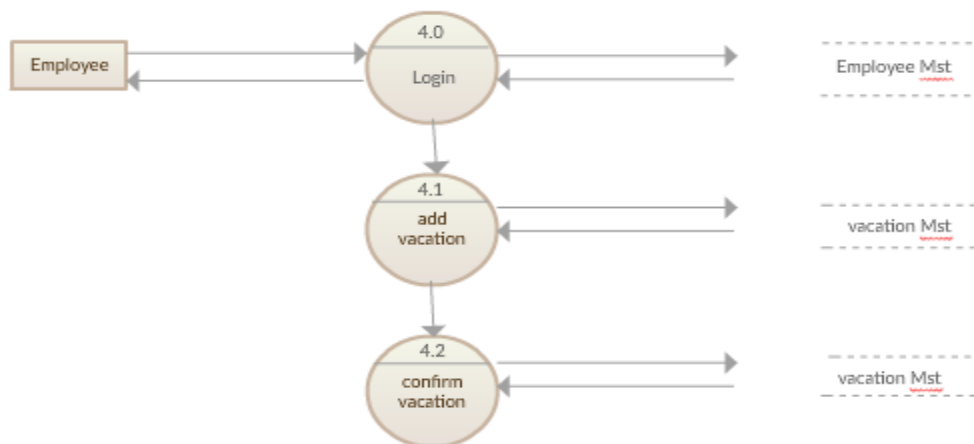 4.0
Employee
Login
Employee Mst
4.1
add
vacation
vacation Mst
4.2
confirm
vacation
vacation Mst